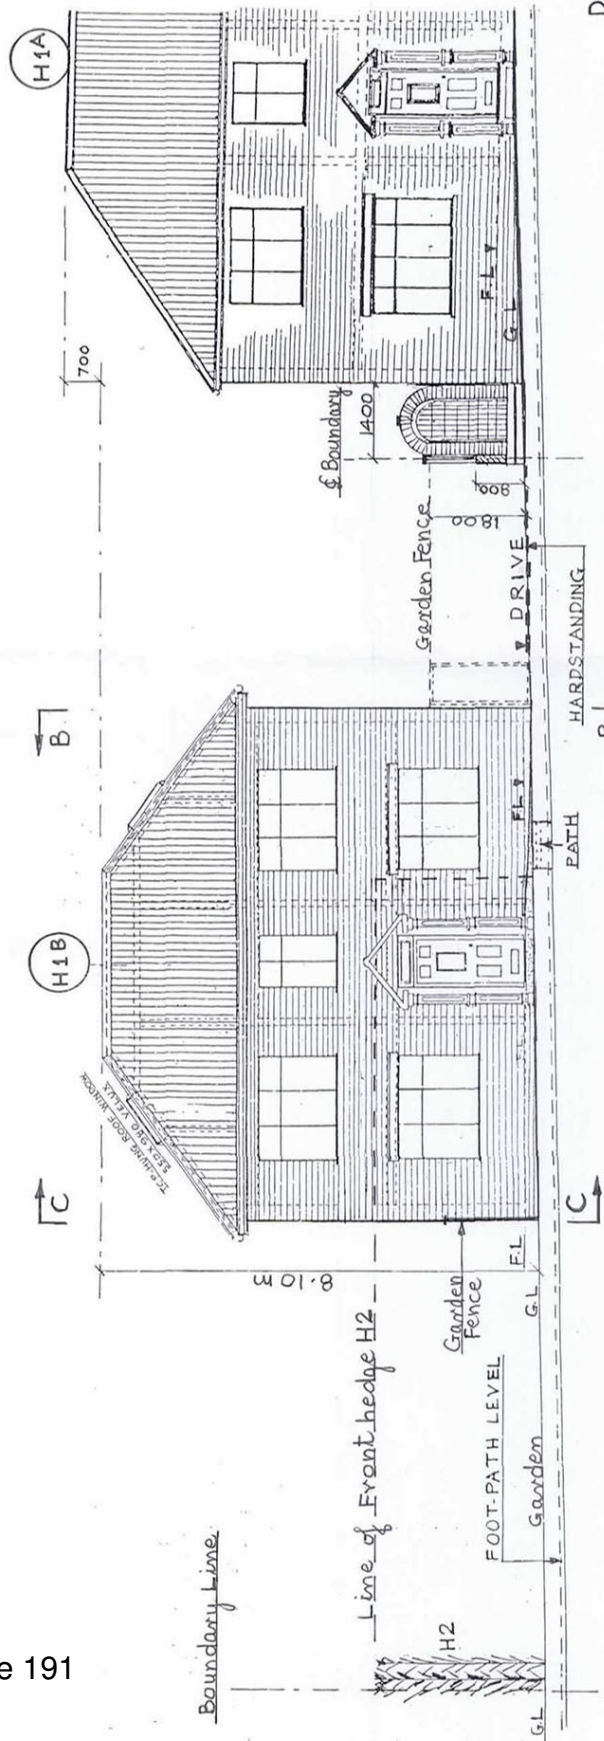 H1A
700
₵ Boundary
1400
900
1800
Garden Fence
DRIVE
HARDSTANDING
F.L
G.L
B
H1B
PATH
F.L
TOP-HUNG ROOF WINDOW
550 x 980 VELUX
C
C
8.10 m
F.L
G.L
Garden
Fence
Line of Front hedge H2
FOOT-PATH LEVEL
Garden
Boundary Line
H2
G.L
D
e 191